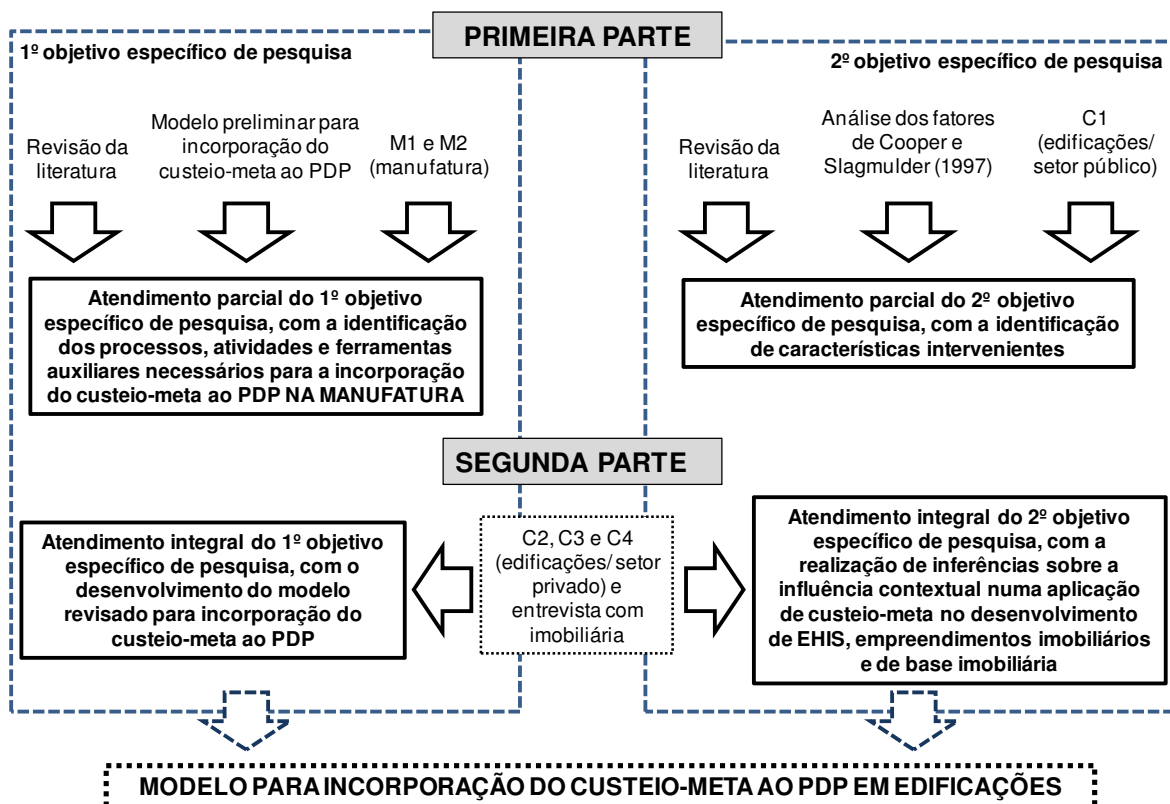 PRIMEIRA PARTE
1º objetivo específico de pesquisa
2º objetivo específico de pesquisa
Revisão da
literatura
Modelo preliminar para
incorporação do
custeio-meta ao PDP
M1 e M2
(manufatura)
Revisão da
literatura
Análise dos fatores
de Cooper e
Slagmulder (1997)
C1
(edificações/
setor público)
Atendimento parcial do 1º objetivo
específico de pesquisa, com a identificação
dos processos, atividades e ferramentas
auxiliares necessários para a incorporação
do custeio-meta ao PDP NA MANUFATURA
Atendimento parcial do 2º objetivo
específico de pesquisa, com a identificação
de características intervenientes
SEGUNDA PARTE
Atendimento integral do 1º objetivo
específico de pesquisa, com o
desenvolvimento do modelo
revisado para incorporação do
custeio-meta ao PDP
C2, C3 e C4
(edificações/ setor
privado) e
entrevista com
imobiliária
Atendimento integral do 2º objetivo
específico de pesquisa, com a
realização de inferências sobre a
influência contextual numa aplicação
de custeio-meta no desenvolvimento
de EHIS, empreendimentos imobiliários
e de base imobiliária
MODELO PARA INCORPORAÇÃO DO CUSTEIO-META AO PDP EM EDIFICAÇÕES